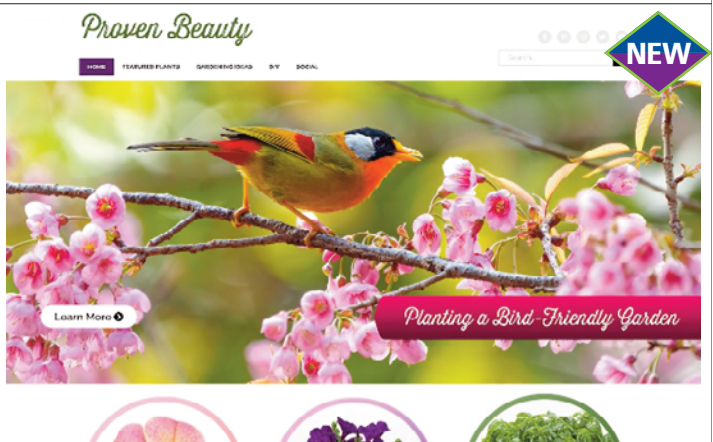 Proven Beauty
NEW
Search...
HOME FEATURED PLANTS GARDENING IDEAS DIY SOCIAL
Learn More
Planting a Bird-Friendly Garden